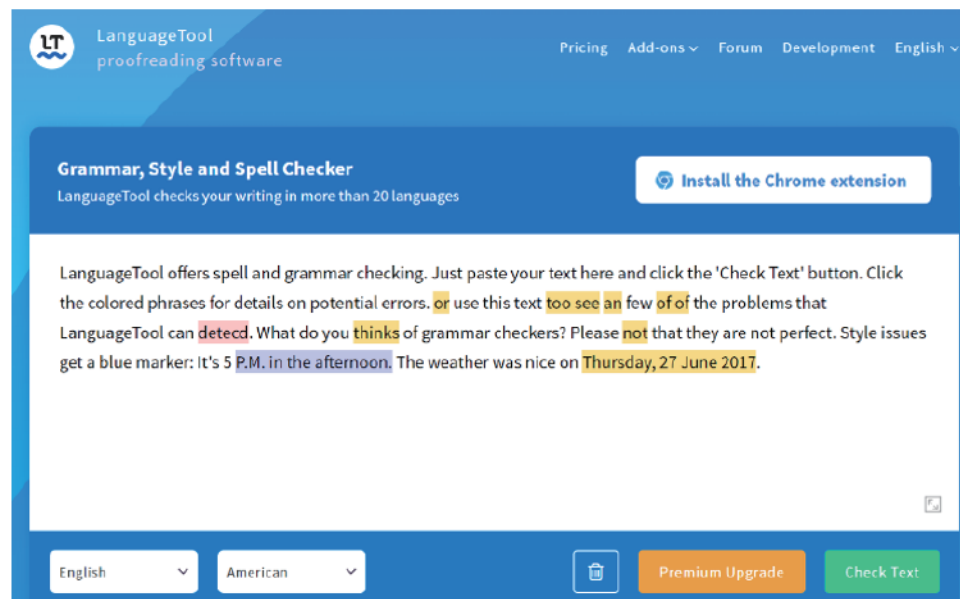 LT
LanguageTool
proofreading software
Pricing Add-ons Forum Development English
Grammar, Style and Spell Checker
LanguageTool checks your writing in more than 20 languages
Install the Chrome extension
LanguageTool offers spell and grammar checking. Just paste your text here and click the 'Check Text' button. Click
the colored phrases for details on potential errors. or use this text too see an few of of the problems that
LanguageTool can detecd. What do you thinks of grammar checkers? Please not that they are not perfect. Style issues
get a blue marker: It's 5 P.M. in the afternoon. The weather was nice on Thursday, 27 June 2017.
English American Premium Upgrade Check Text